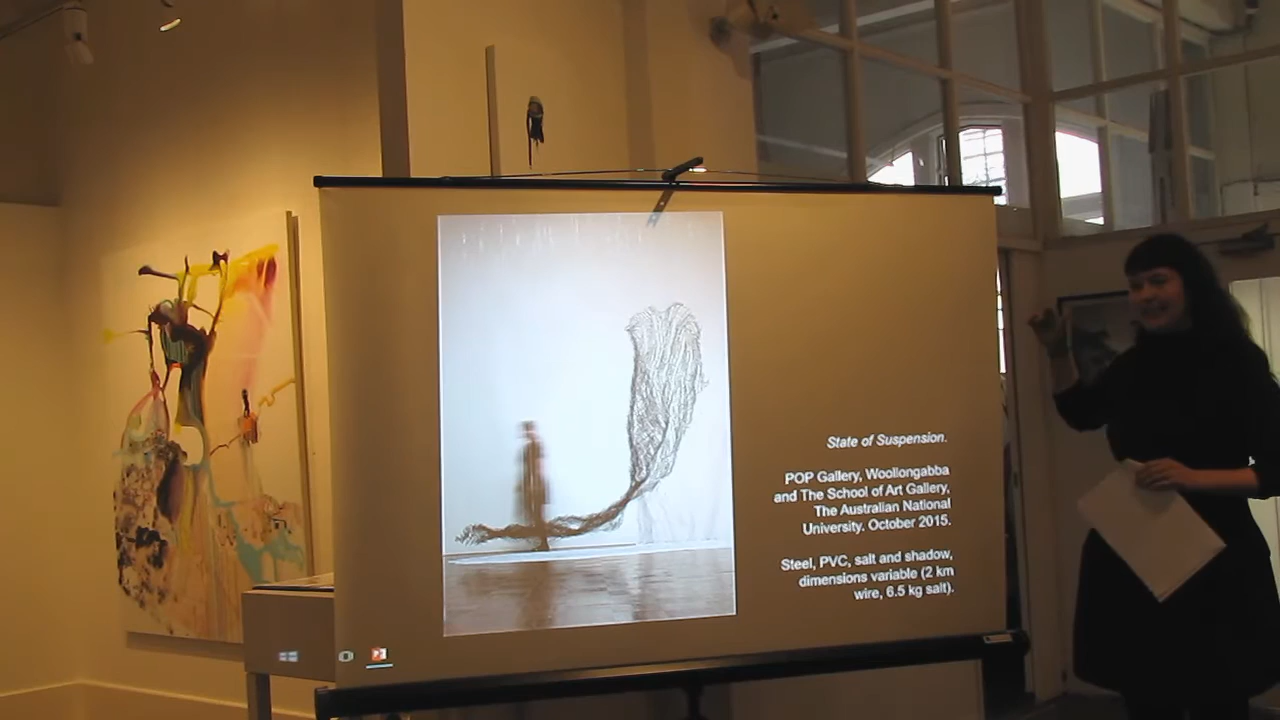 State of Suspension.
POP Gallery, Woollongabba
and The School of Art Gallery,
The Australian National
University. October 2015.
Steel, PVC, salt and shadow,
dimensions variable (2 km
wire, 6.5 kg salt).